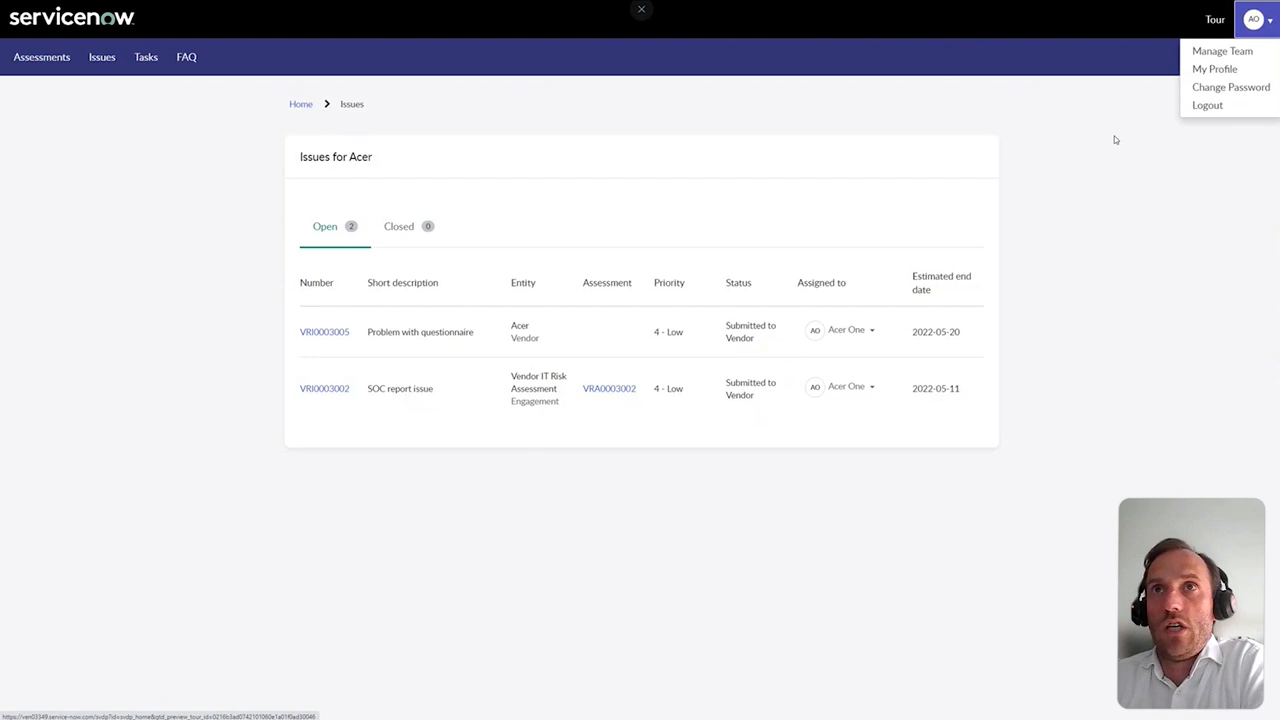 servicenow
Tour
AO
Assessments Issues Tasks FAQ
Manage Team
My Profile
Change Password
Logout
Home Issues
Issues for Acer
Open 2 Closed 0
Number Short description Entity Assessment Priority Status Assigned to Estimated end
date
VRI0003005 Problem with questionnaire Acer
Vendor 4 - Low Submitted to
Vendor AO Acer One 2022-05-20
VRI0003002 SOC report issue Vendor IT Risk
Assessment
Engagement VRA0003002 4 - Low Submitted to
Vendor AO Acer One 2022-05-11